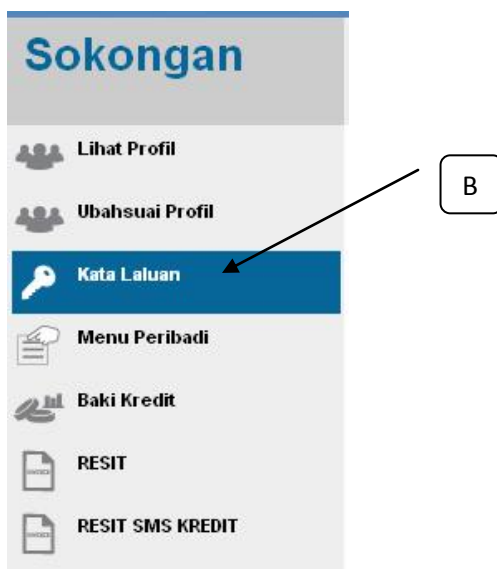 Sokongan
Lihat Profil
Ubahsuai Profil
B
Kata Laluan
Menu Peribadi
Baki Kredit
RESIT
RESIT SMS KREDIT